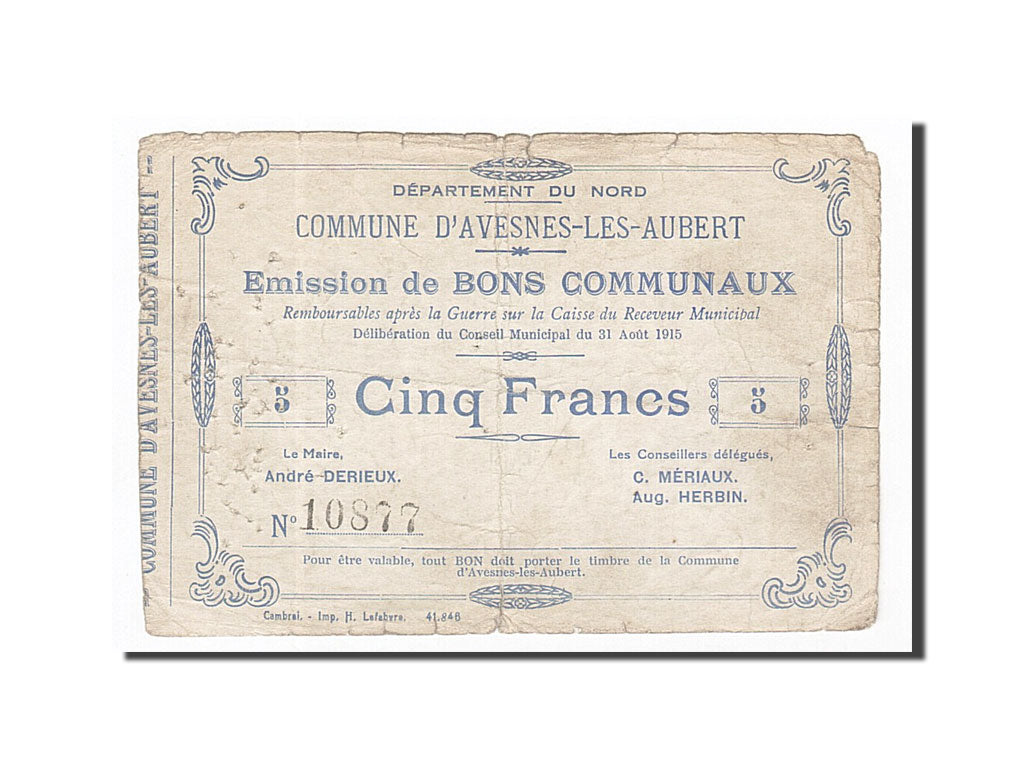 COMMUNE D'AVESNES-LES-AUBERT --
DÉPARTEMENT DU NORD
COMMUNE D'AVESNES-LES-AUBERT
Emission de BONS COMMUNAUX
Remboursables après la Guerre sur la Caisse du Receveur Municipal
Délibération du Conseil Municipal du 31 Août 1915
5 Cinq Francs 5
Le Maire,
André DERIEUX.
Les Conseillers délégués,
C. MÉRIAUX.
Aug. HERBIN.
N° 10877
Pour être valable, tout BON doit porter le timbre de la Commune
d'Avesnes-les-Aubert.
Cambrai. - Imp. H. Lefebvre. 41.846